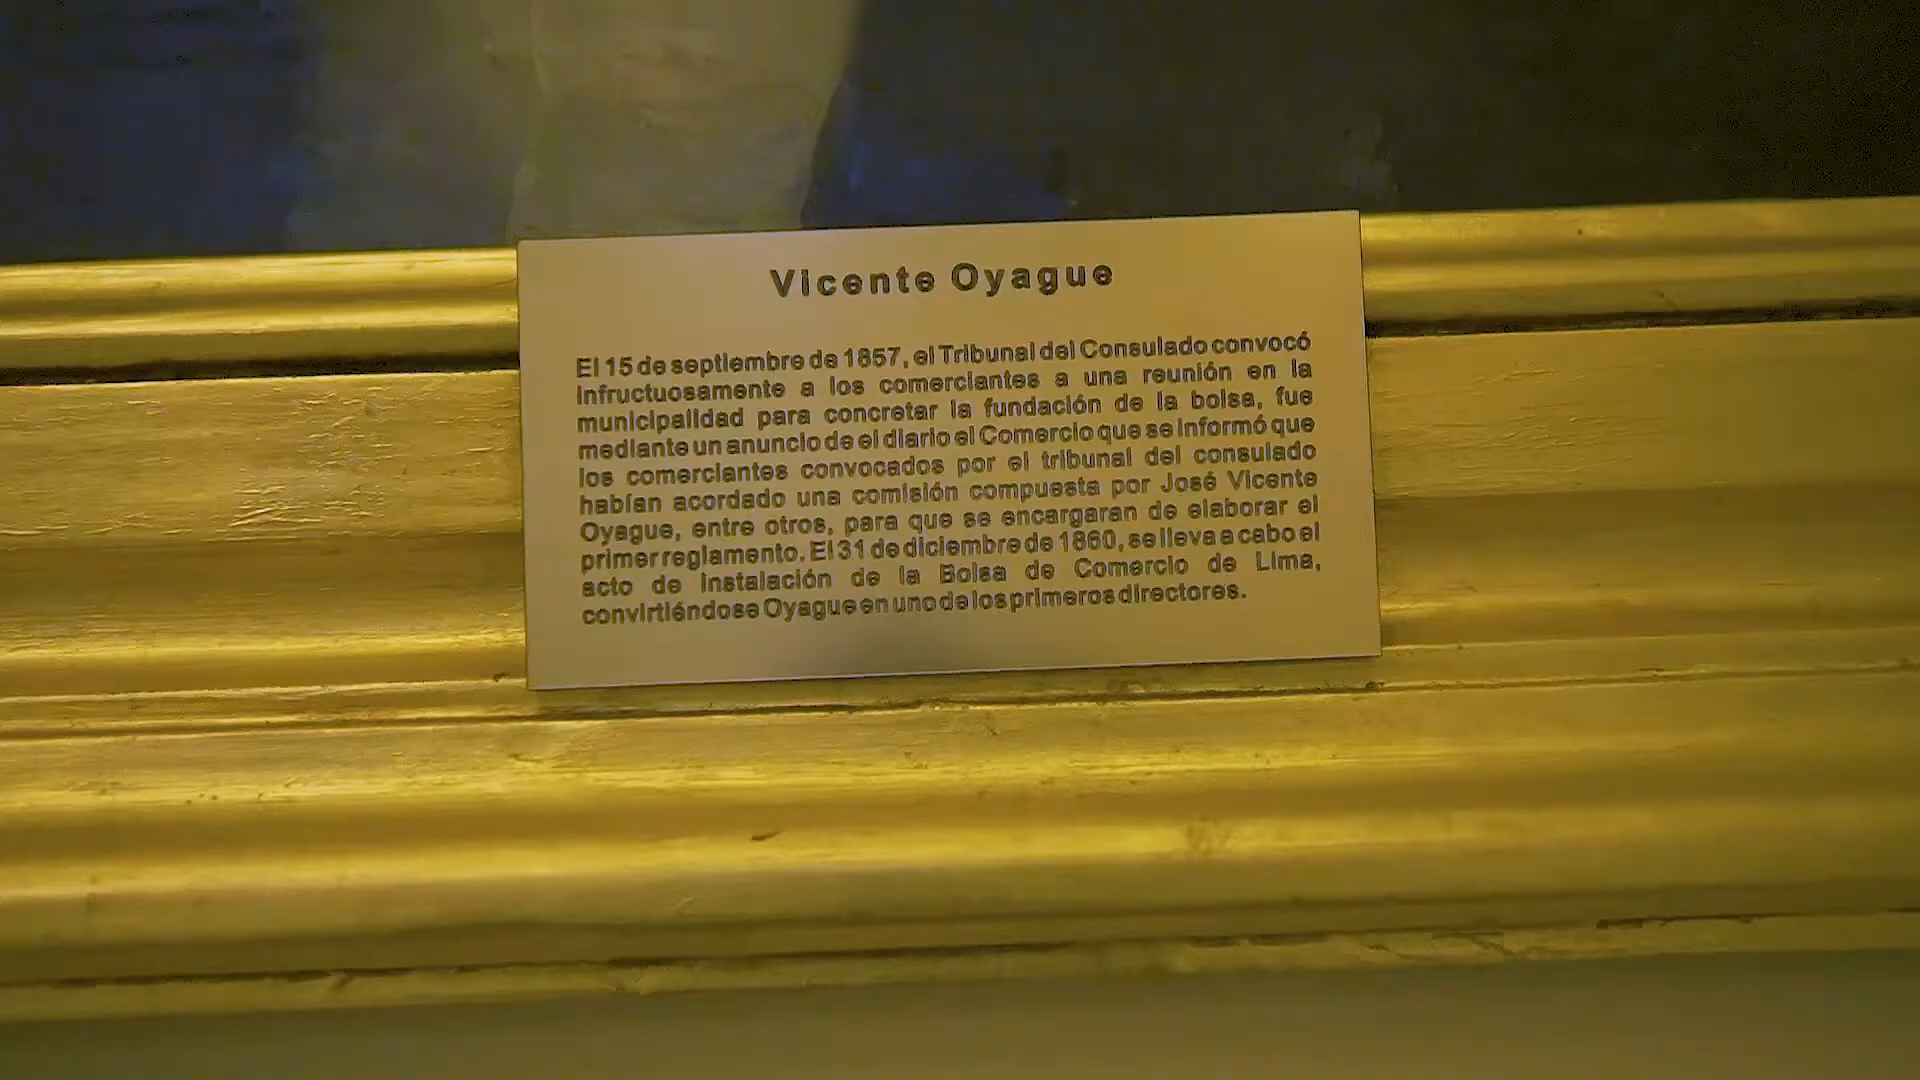 Vicente Oyague
El 15 de septiembre de 1857, el Tribunal del Consulado convocó
infructuosamente a los comerciantes a una reunión en la
municipalidad para concretar la fundación de la bolsa, fue
mediante un anuncio de el diario el Comercio que se informó que
los comerciantes convocados por el tribunal del consulado
habían acordado una comisión compuesta por José Vicente
Oyague, entre otros, para que se encargaran de elaborar el
primer reglamento. El 31 de diciembre de 1860, se lleva a cabo el
acto de instalación de la Bolsa de Comercio de Lima,
convirtiéndose Oyague en uno de los primeros directores.